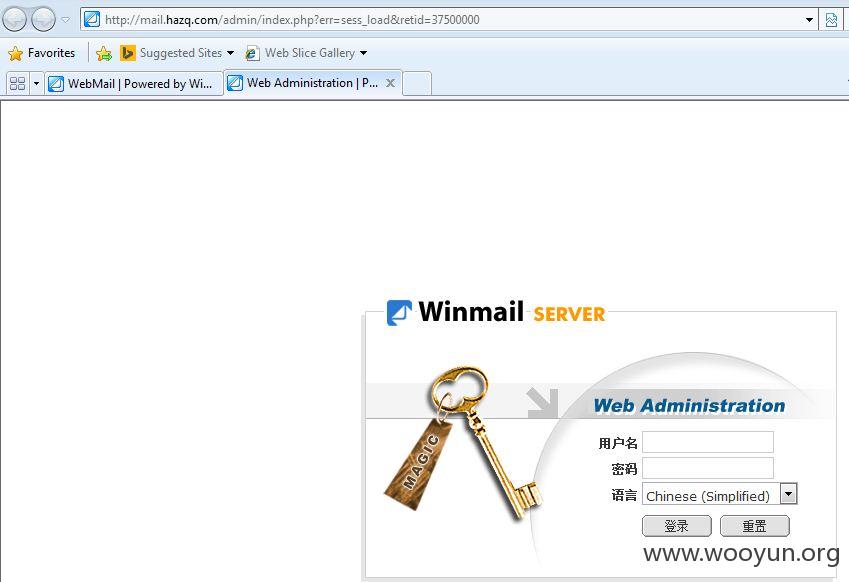 http://mail.hazq.com/admin/index.php?err=sess_load&retid=37500000
Favorites Suggested Sites Web Slice Gallery
WebMail | Powered by Wi... Web Administration | P...
Winmail SERVER
MAGIC
Web Administration
用户名
密码
语言 Chinese (Simplified)
登录 重置
www.wooyun.org